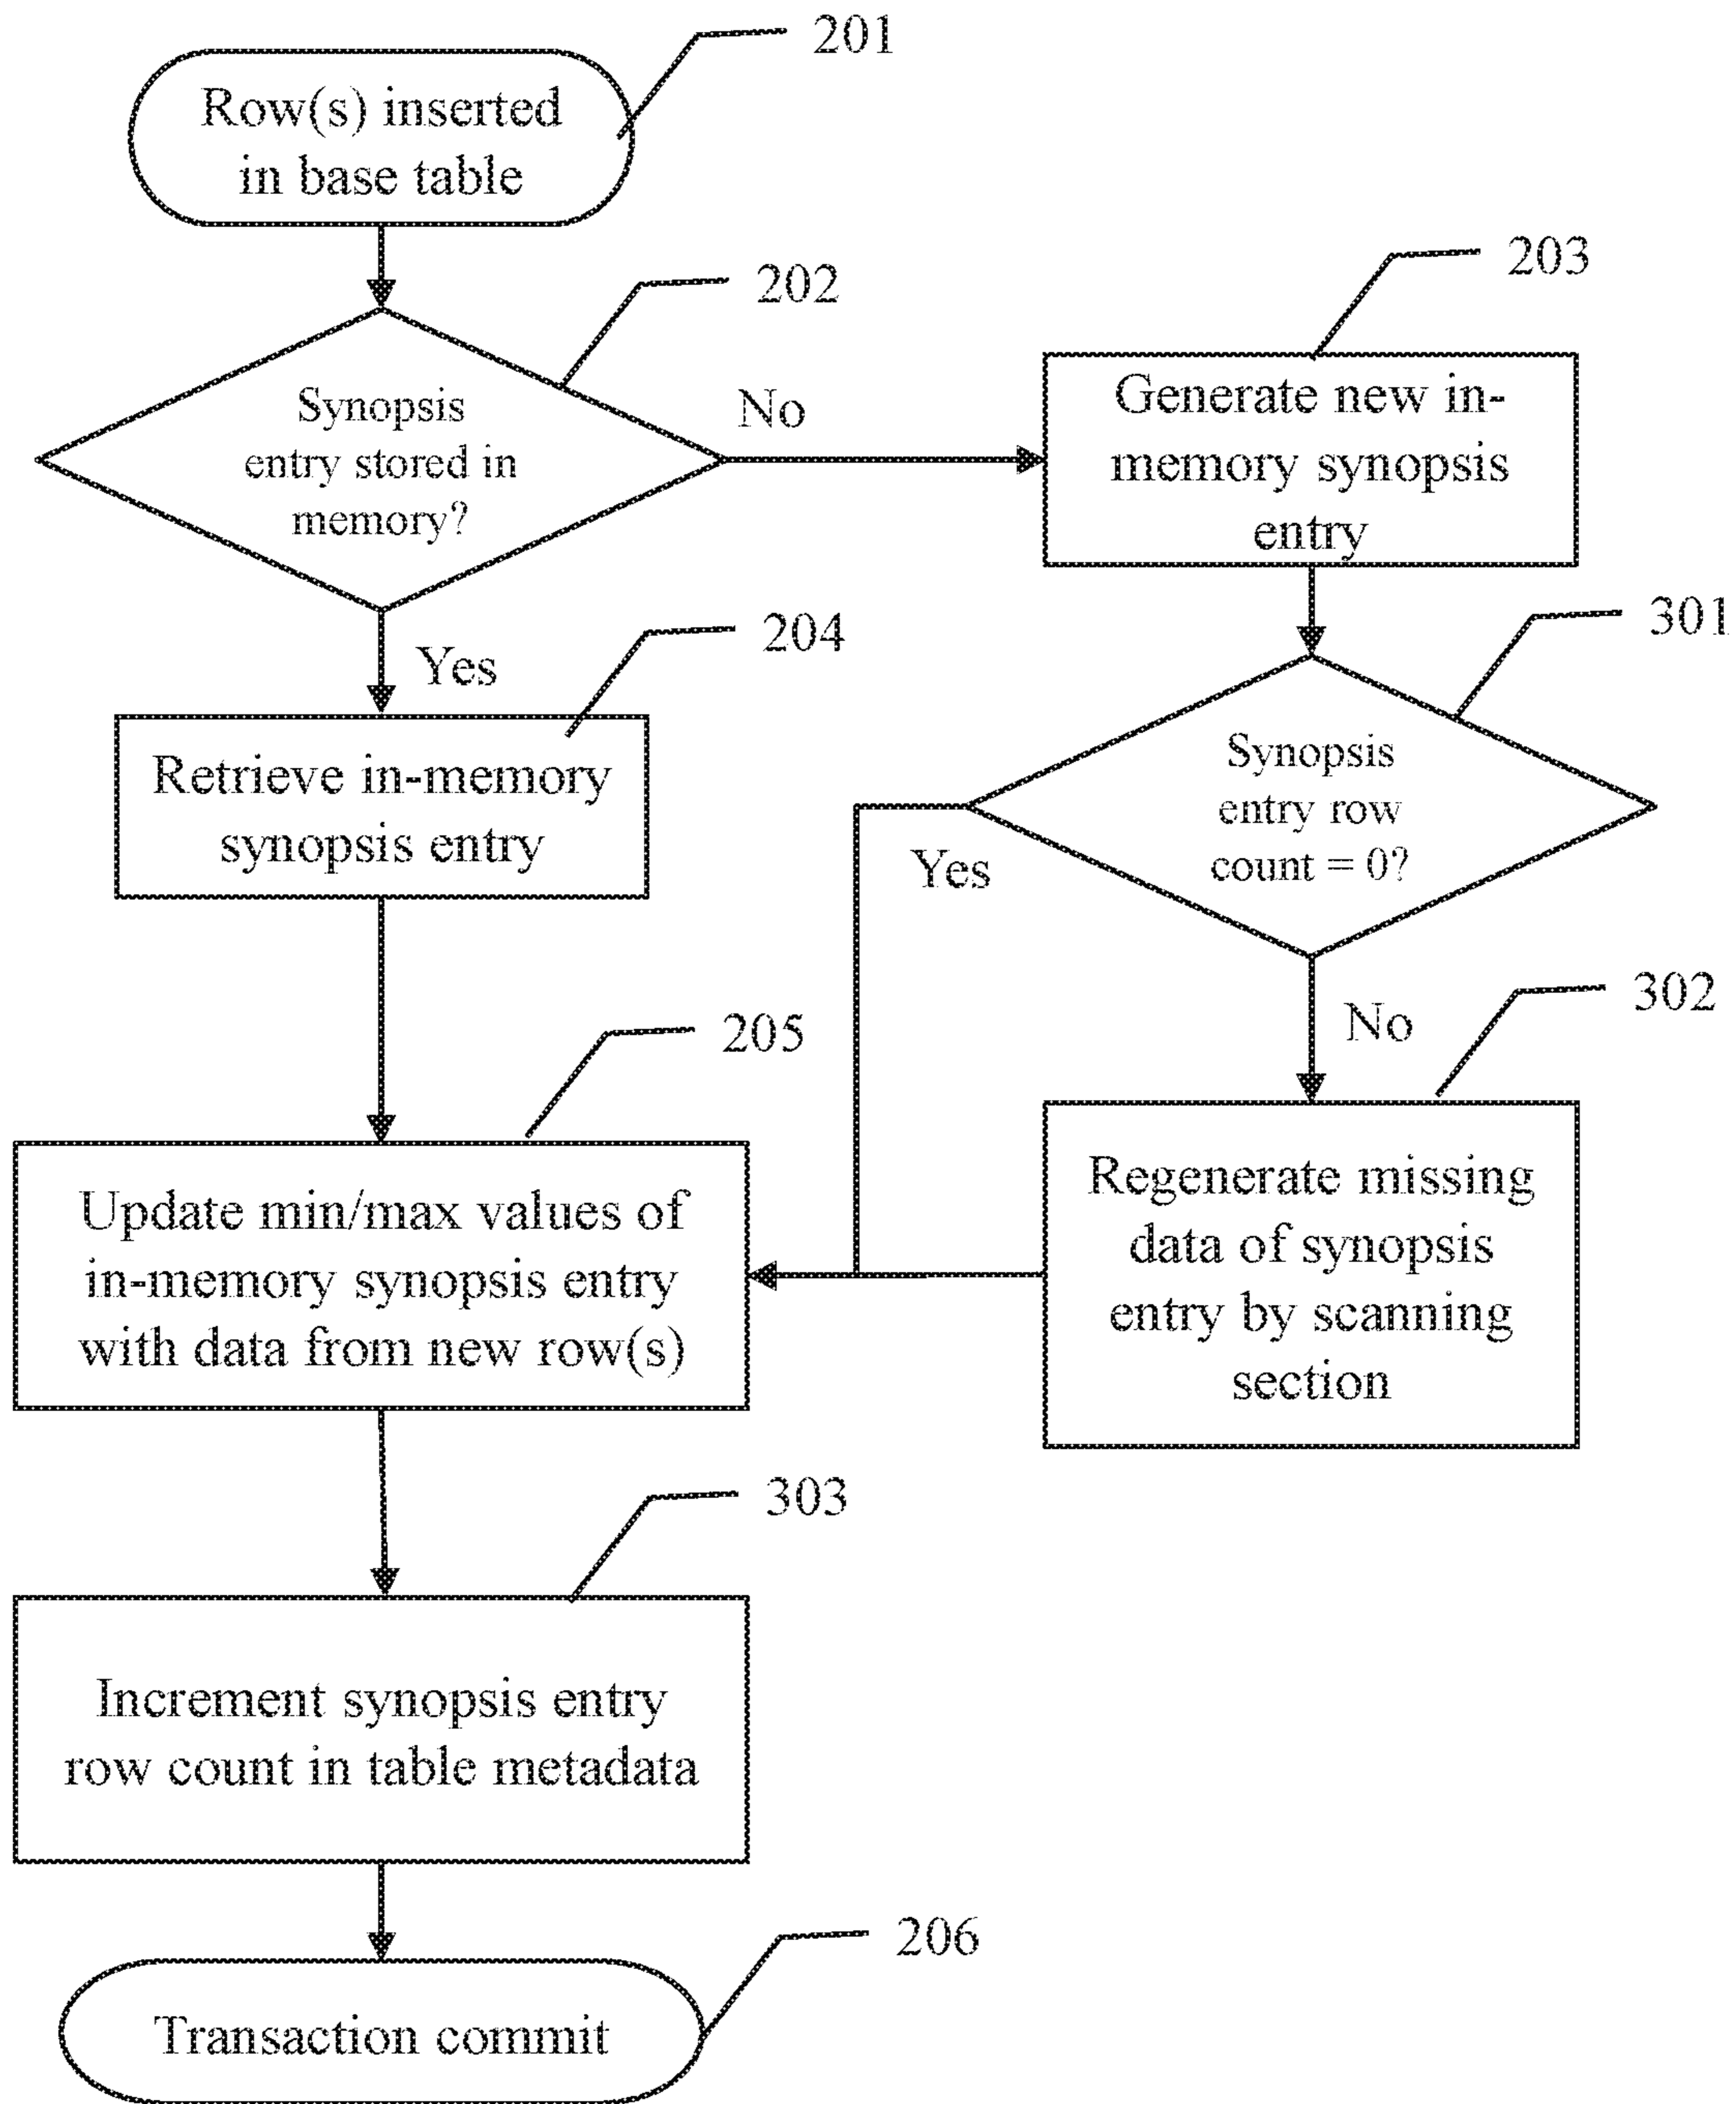 201
Row(s) inserted
in base table
202
Synopsis
entry stored in
memory?
No
203
Generate new in-
memory synopsis
entry
Yes
204
Retrieve in-memory
synopsis entry
301
Synopsis
entry row
count = 0?
Yes
No
302
Regenerate missing
data of synopsis
entry by scanning
section
205
Update min/max values of
in-memory synopsis entry
with data from new row(s)
303
Increment synopsis entry
row count in table metadata
206
Transaction commit